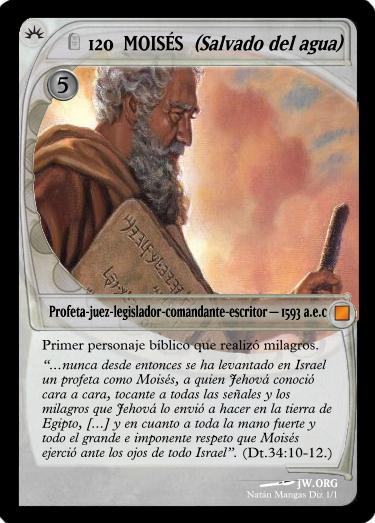 120 MOISÉS (Salvado del agua)
5
Profeta-juez-legislador-comandante-escritor — 1593 a.e.c
Primer personaje bíblico que realizó milagros.
“...nunca desde entonces se ha levantado en Israel
un profeta como Moisés, a quien Jehová conoció
cara a cara, tocante a todas las señales y los
milagros que Jehová lo envió a hacer en la tierra de
Egipto, [...] y en cuanto a toda la mano fuerte y
todo el grande e imponente respeto que Moisés
ejerció ante los ojos de todo Israel”. (Dt.34:10-12.)
JW.ORG
Natán Mangas Diz 1/1